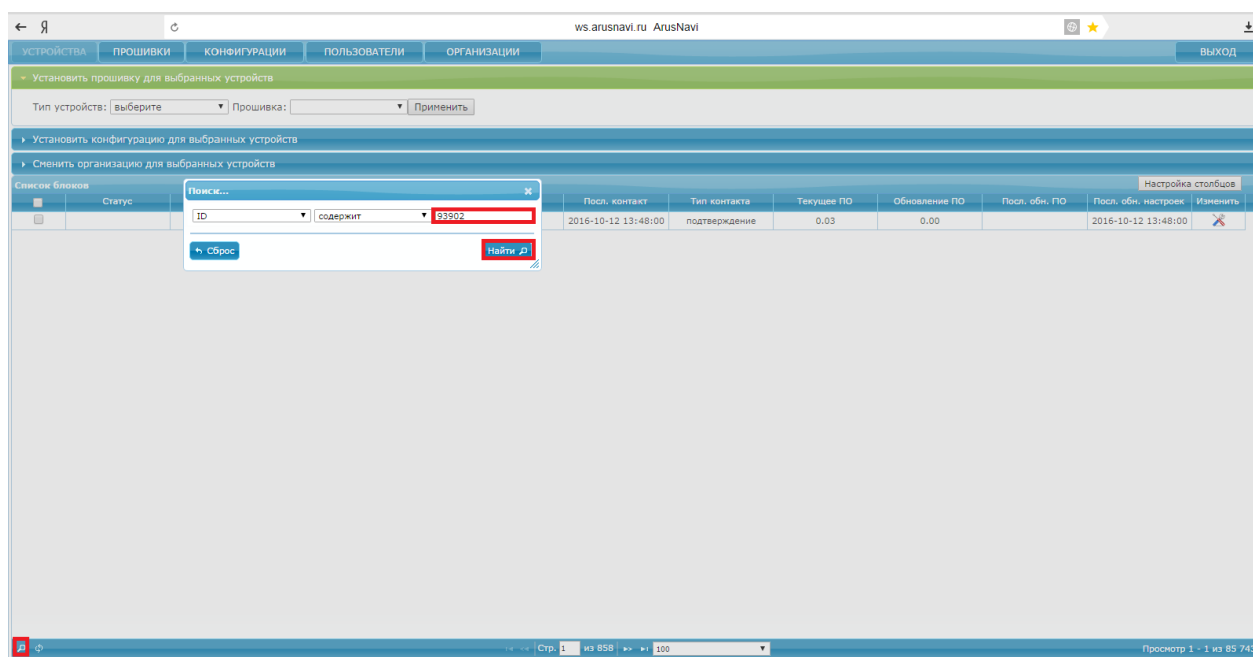 Я ws.arusnavi.ru ArusNavi
УСТРОЙСТВА ПРОШИВКИ КОНФИГУРАЦИИ ПОЛЬЗОВАТЕЛИ ОРГАНИЗАЦИИ ВЫХОД
Установить прошивку для выбранных устройств
Тип устройств: выберите Прошивка: Применить
Установить конфигурацию для выбранных устройств
Сменить организацию для выбранных устройств
Список блоков Настройка столбцов
Статус Посл. контакт Тип контакта Текущее ПО Обновление ПО Посл. обн. ПО Посл. обн. настроек Изменить
2016-10-12 13:48:00 подтверждение 0.03 0.00 2016-10-12 13:48:00
Поиск...
ID содержит 93902
Сброс Найти
Стр. 1 из 858 100 Просмотр 1 - 1 из 85 743